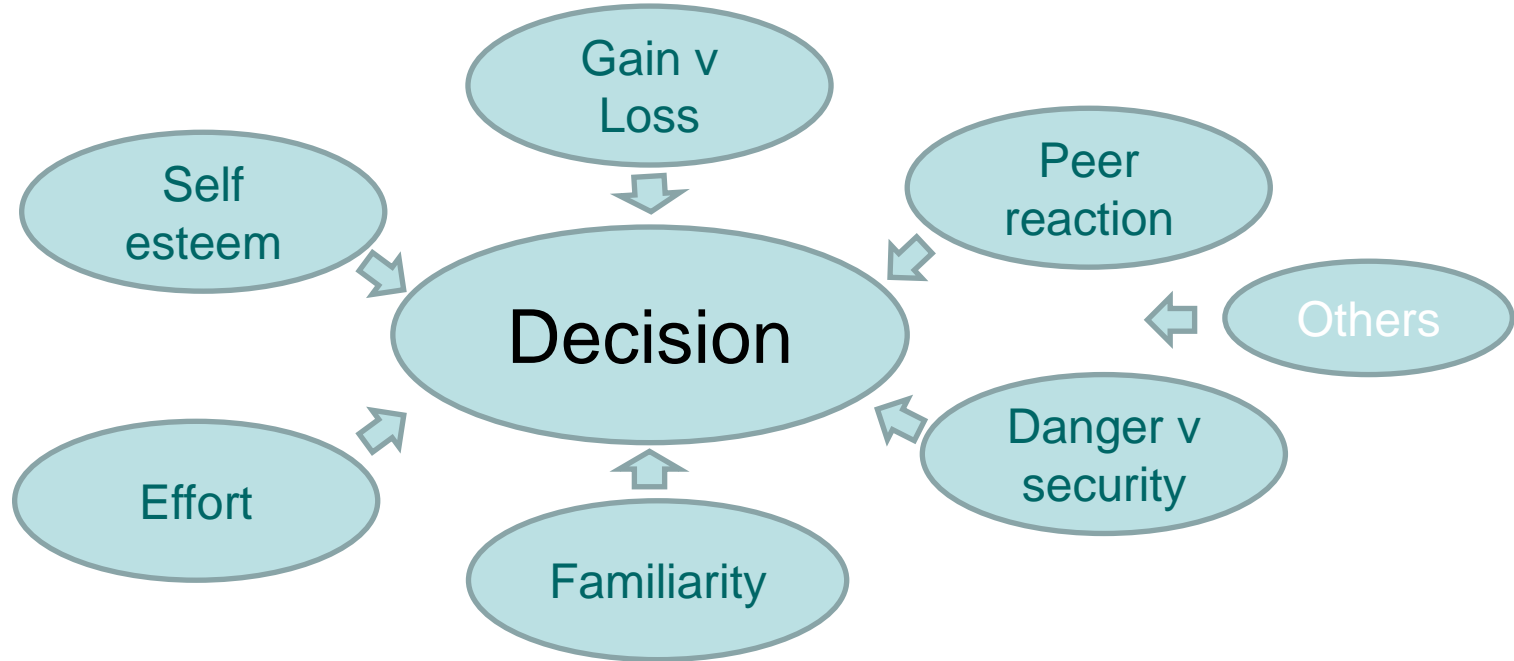 Gain v
Loss
Self
esteem
Peer
reaction
Others
Decision
Danger v
security
Effort
Familiarity